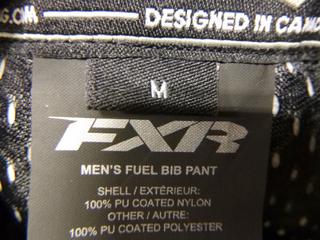 G.COM — DESIGNED IN CANA
M
FXR
MEN'S FUEL BIB PANT
SHELL / EXTÉRIEUR:
100% PU COATED NYLON
OTHER / AUTRE:
100% PU COATED POLYESTER